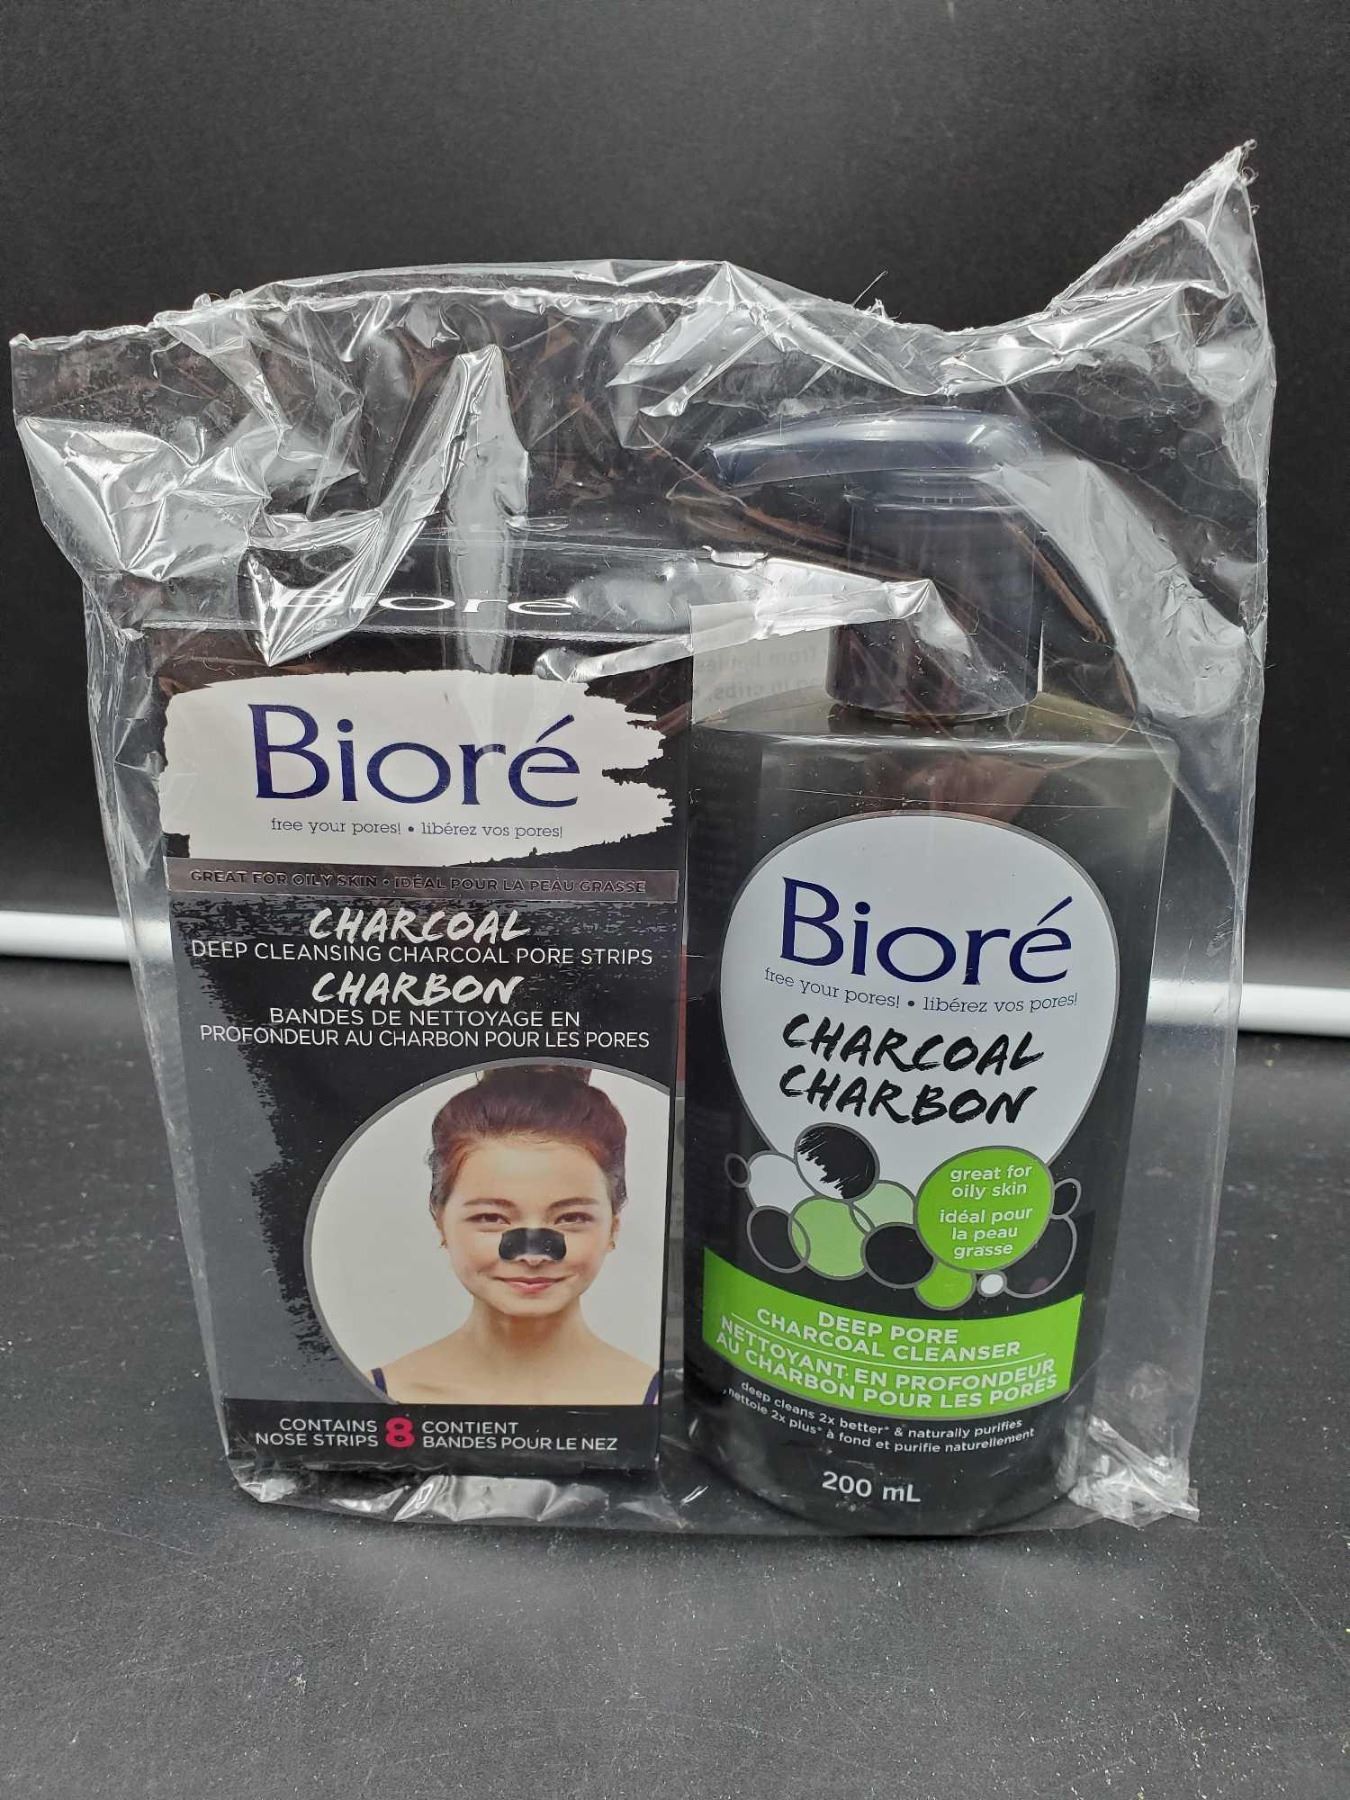 Bioré
Bioré
free your pores! • libérez vos pores!
GREAT FOR OILY SKIN • IDÉAL POUR LA PEAU GRASSE
CHARCOAL
DEEP CLEANSING CHARCOAL PORE STRIPS
CHARBON
BANDES DE NETTOYAGE EN
PROFONDEUR AU CHARBON POUR LES PORES
CONTAINS 8 CONTIENT
NOSE STRIPS BANDES POUR LE NEZ
Bioré
free your pores! • libérez vos pores!
CHARCOAL
CHARBON
great for
oily skin
idéal pour
la peau
grasse
DEEP PORE
CHARCOAL CLEANSER
NETTOYANT EN PROFONDEUR
AU CHARBON POUR LES PORES
deep cleans 2x better* & naturally purifies
nettoie 2x plus* à fond et purifie naturellement
200 mL